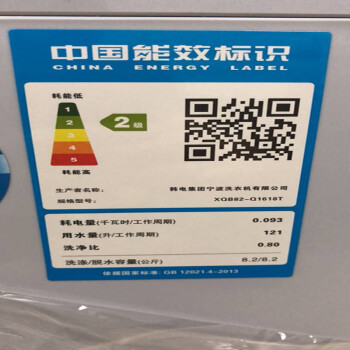 中国能效标识
CHINA ENERGY LABEL
耗能低
1
2
3
4
5
2级
耗能高
生产者名称: 韩电集团宁波洗衣机有限公司
规格型号: XQB82-Q1618T
耗电量(千瓦时/工作周期) 0.093
用水量(升/工作周期) 121
洗净比 0.80
洗涤/脱水容量(公斤) 8.2/8.2
依据国家标准: GB 12021.4-2013